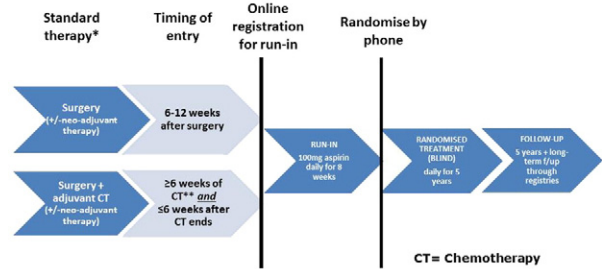 Standard
therapy*
Timing of
entry
Online
registration
for run-in
Randomise by
phone
Surgery
(+/-neo-adjuvant
therapy)
6-12 weeks
after surgery
Surgery +
adjuvant CT
(+/-neo-adjuvant
therapy)
≥6 weeks of
CT** and
≤6 weeks after
CT ends
RUN-IN
100mg aspirin
daily for 8
weeks
RANDOMISED
TREATMENT
(BLIND)
daily for 5
years
FOLLOW-UP
5 years + long-
term f/up
through
registries
CT= Chemotherapy